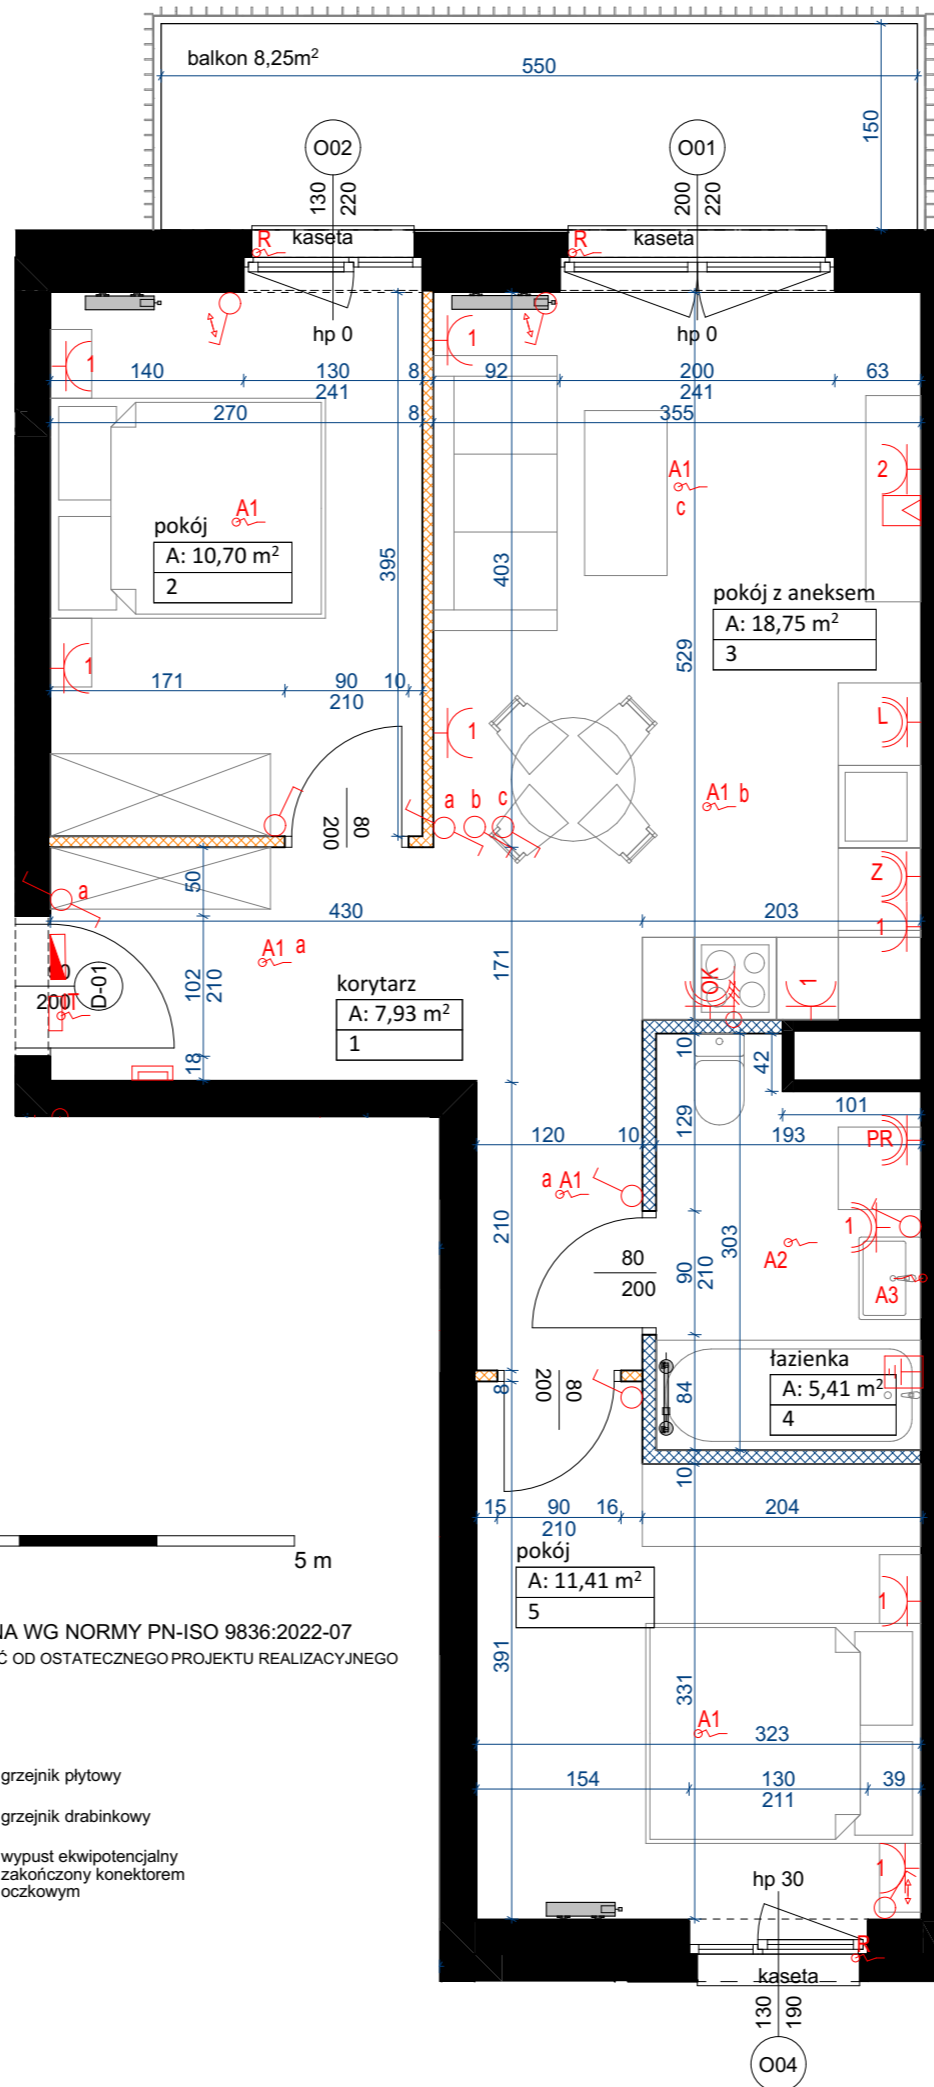 balkon 8,25m²
550
150
O02
O01
130
220
200
220
R
kaseta
R
kaseta
hp 0
hp 0
1
1
140
130
8
92
200
63
241
241
270
8
355
A1
A1
c
2
pokój
A: 10,70 m²
2
395
403
pokój z aneksem
A: 18,75 m²
3
529
1
171
90
10
210
1
L
80
200
a
b
c
A1 b
50
a
Z
430
203
1
A1 a
102
210
171
D-01
200
T
korytarz
A: 7,93 m²
1
OK
1
18
10
42
101
129
120
10
193
PR
a A1
1
210
303
A2
80
200
90
210
A3
łazienka
A: 5,41 m²
4
8
80
200
84
10
15
90
16
204
210
pokój
A: 11,41 m²
5
1
5 m
NA WG NORMY PN-ISO 9836:2022-07
Ć OD OSTATECZNEGO PROJEKTU REALIZACYJNEGO
391
331
A1
323
154
130
39
211
grzejnik płytowy
grzejnik drabinkowy
wypust ekwipotencjalny
zakończony konektorem
oczkowym
1
hp 30
R
kaseta
130
190
O04